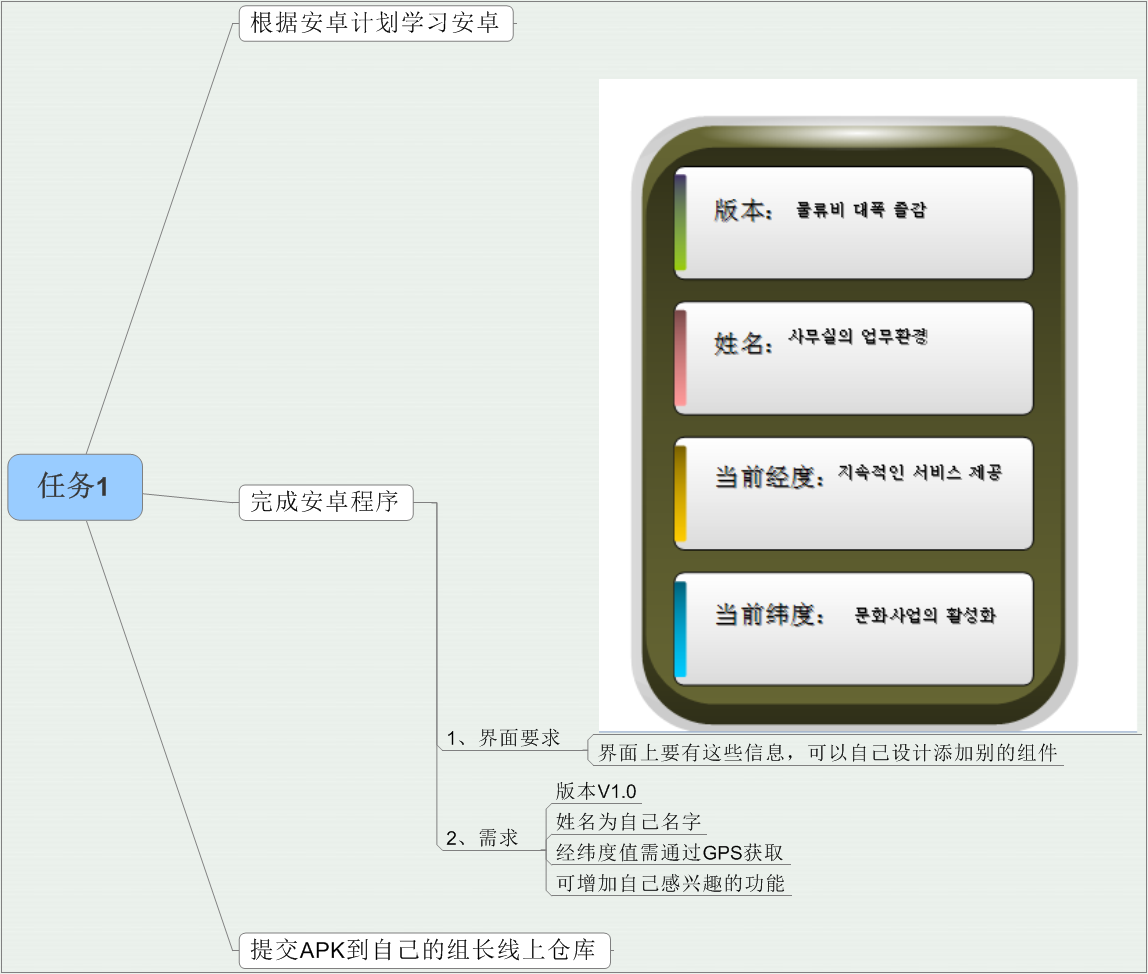 根据安卓计划学习安卓
版本： 물류비 대폭 줄감
姓名： 사무실의 업무환경
当前经度： 지속적인 서비스 제공
当前纬度： 문화사업의 활성화
任务1
完成安卓程序
1、界面要求
界面上要有这些信息，可以自己设计添加别的组件
2、需求
版本V1.0
姓名为自己名字
经纬度值需通过GPS获取
可增加自己感兴趣的功能
提交APK到自己的组长线上仓库